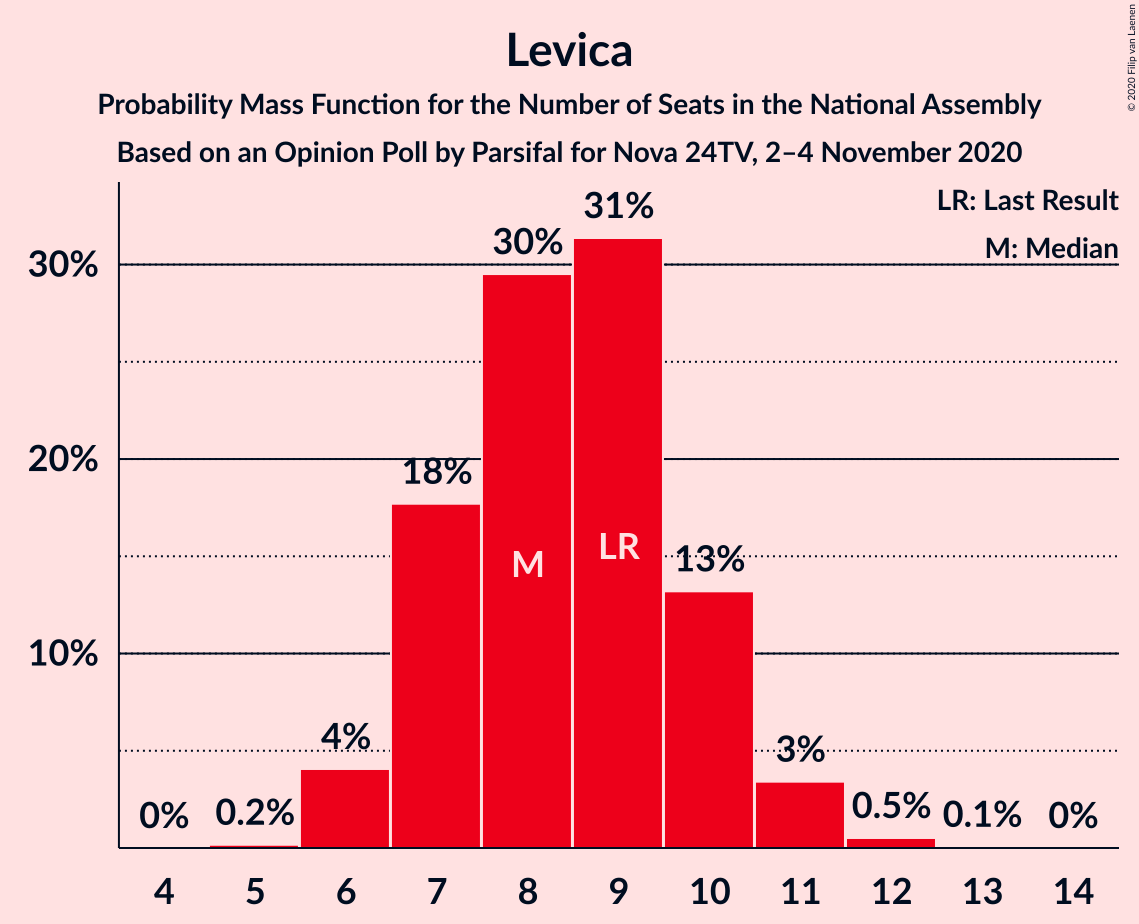 Levica
Probability Mass Function for the Number of Seats in the National Assembly
Based on an Opinion Poll by Parsifal for Nova 24TV, 2–4 November 2020
© 2020 Filip van Laenen
LR: Last Result
M: Median
30%
20%
10%
0%
0.2%
4%
18%
30%
31%
13%
3%
0.5%
0.1%
0%
M
LR
4 5 6 7 8 9 10 11 12 13 14